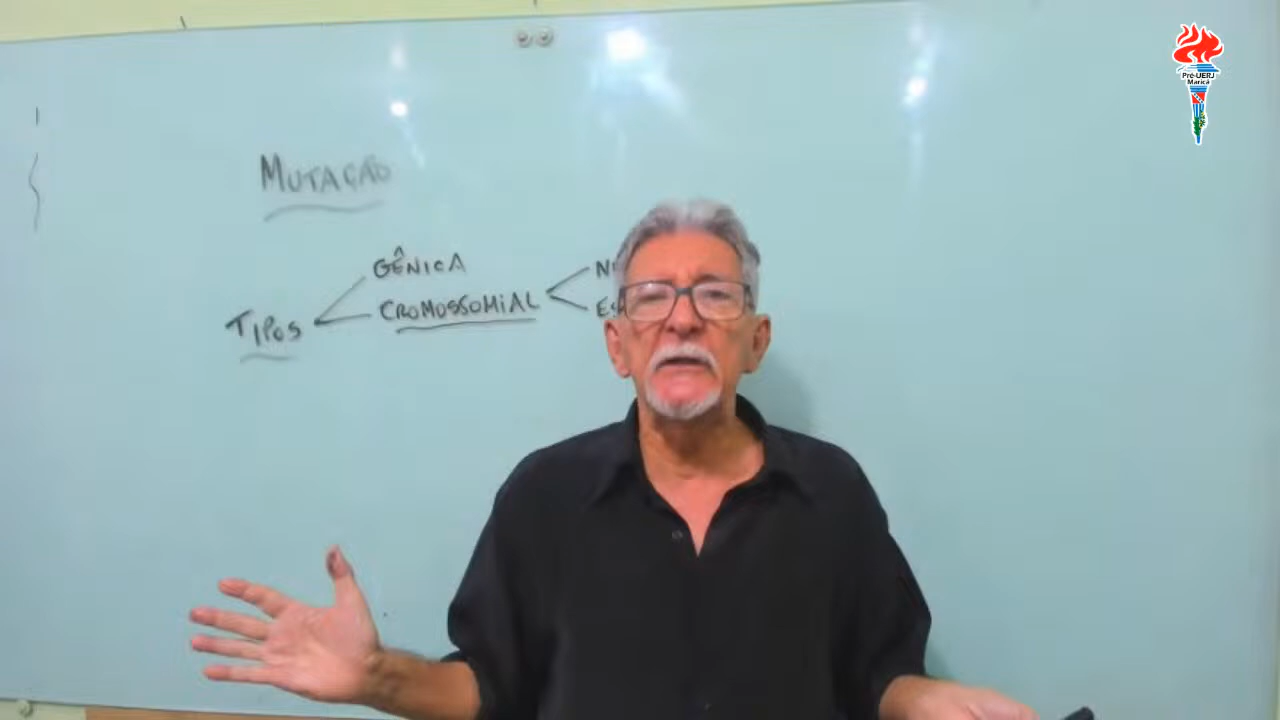 Pré-UERJ
Maricá
MUTAÇÃO
GÊNICA
CROMOSSOMIAL
TIPOS